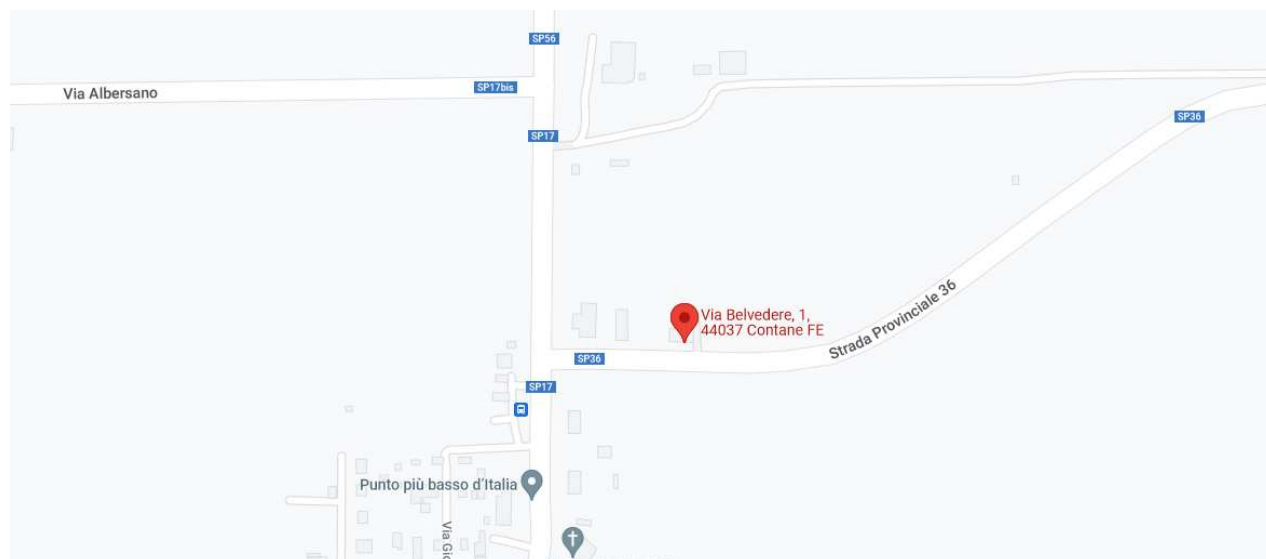 SP56
SP17bis
Via Albersano
SP36
SP17
Via Belvedere, 1,
44037 Contane FE
Strada Provinciale 36
SP36
SP17
Punto più basso d'Italia